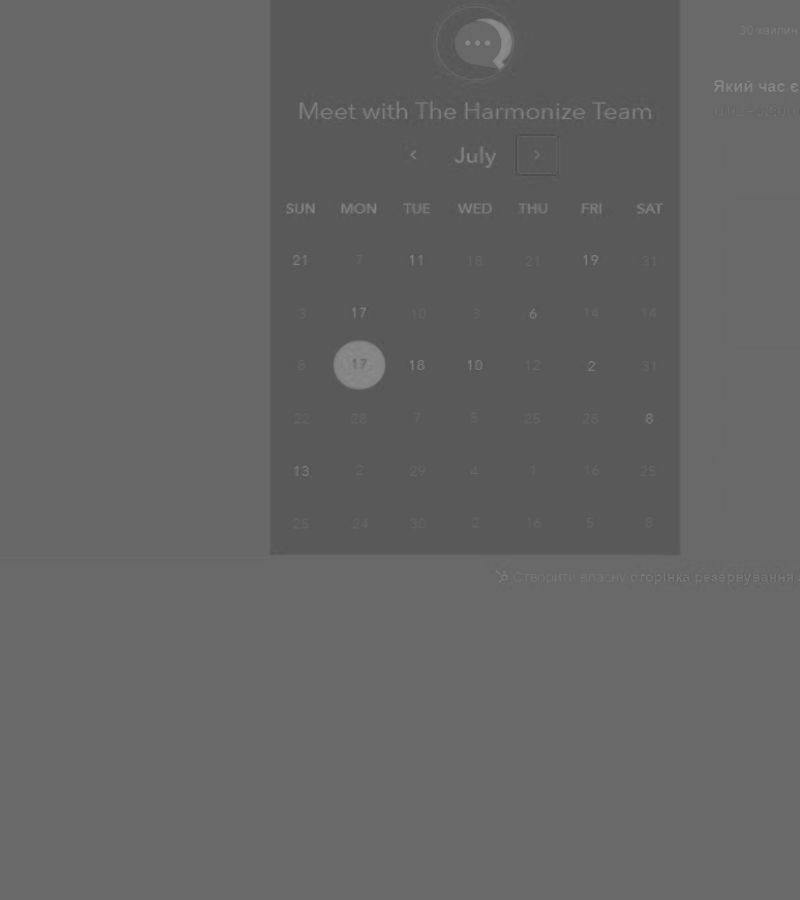 30 хвилин
Meet with The Harmonize Team
Який час є
July
SUN MON TUE WED THU FRI SAT
21 7 11 18 21 19 31
3 17 10 3 6 14 14
8 17 18 10 12 2 31
22 28 7 5 25 28 8
13 2 29 4 1 16 25
25 24 30 2 16 5 8
Створити власну сторінка резервування